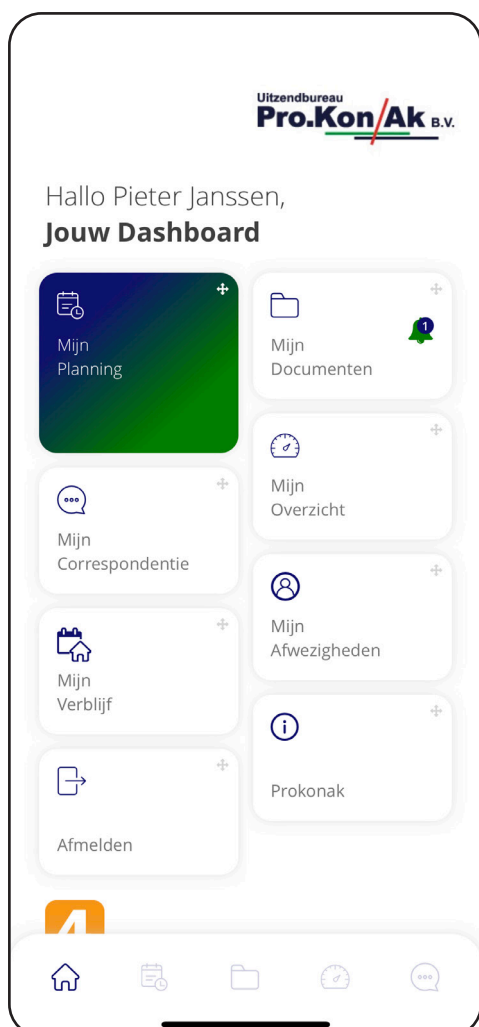 Uitzendbureau
Pro.Kon/Ak B.V.
Hallo Pieter Janssen,
Jouw Dashboard
Mijn
Planning
1
Mijn
Documenten
Mijn
Overzicht
Mijn
Correspondentie
Mijn
Afwezigheden
Mijn
Verblijf
Prokonak
Afmelden
4